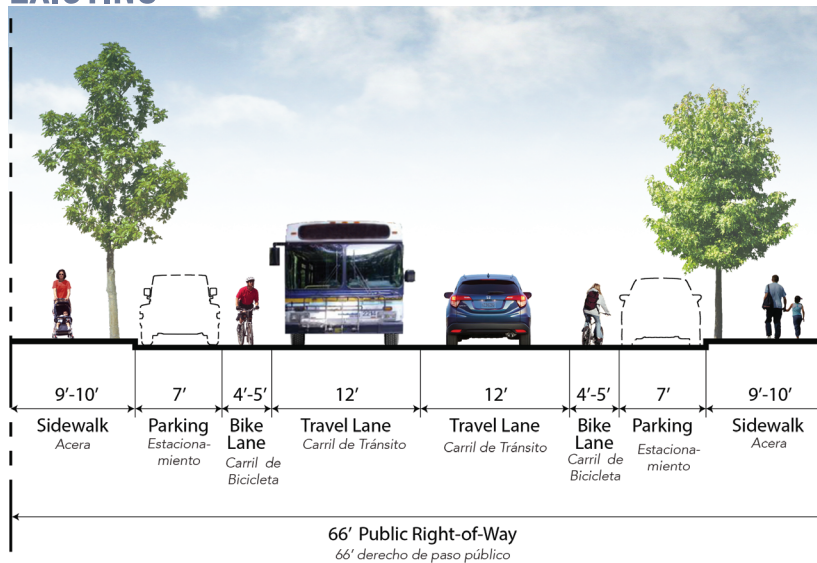 EXISTING
9'-10'
7'
4'-5'
12'
12'
4'-5'
7'
9'-10'
Sidewalk
Acera
Parking
Estaciona-
miento
Bike
Lane
Carril de
Bicicleta
Travel Lane
Carril de Tránsito
Travel Lane
Carril de Tránsito
Bike
Lane
Carril de
Bicicleta
Parking
Estaciona-
miento
Sidewalk
Acera
66' Public Right-of-Way
66' derecho de paso público